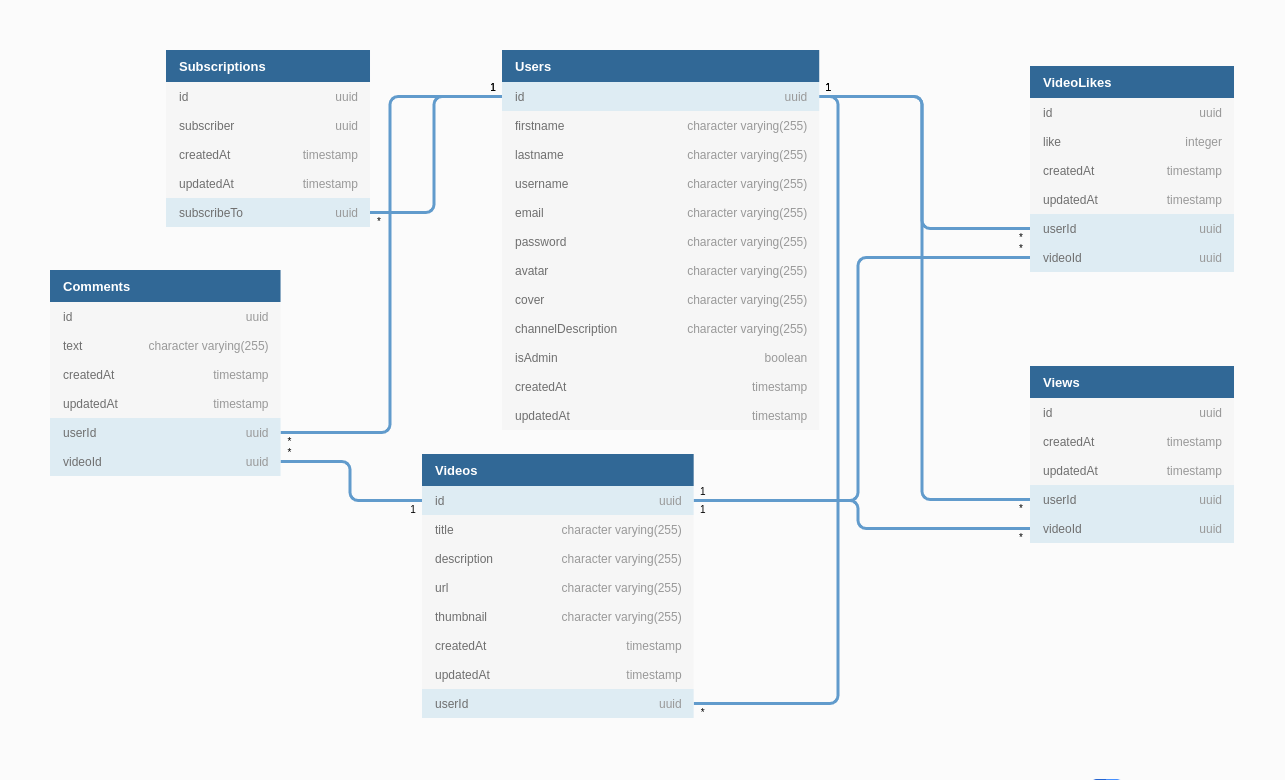 Subscriptions
id uuid
subscriber uuid
createdAt timestamp
updatedAt timestamp
subscribeTo uuid
*
Comments
id uuid
text character varying(255)
createdAt timestamp
updatedAt timestamp
userId uuid
*
videoId uuid
*
1
Users
1
id uuid
1
firstname character varying(255)
lastname character varying(255)
username character varying(255)
email character varying(255)
password character varying(255)
avatar character varying(255)
cover character varying(255)
channelDescription character varying(255)
isAdmin boolean
createdAt timestamp
updatedAt timestamp
Videos
id uuid
1
1
title character varying(255)
description character varying(255)
url character varying(255)
thumbnail character varying(255)
createdAt timestamp
updatedAt timestamp
userId uuid
*
VideoLikes
id uuid
like integer
createdAt timestamp
updatedAt timestamp
userId uuid
*
*
videoId uuid
Views
id uuid
createdAt timestamp
updatedAt timestamp
userId uuid
*
videoId uuid
*